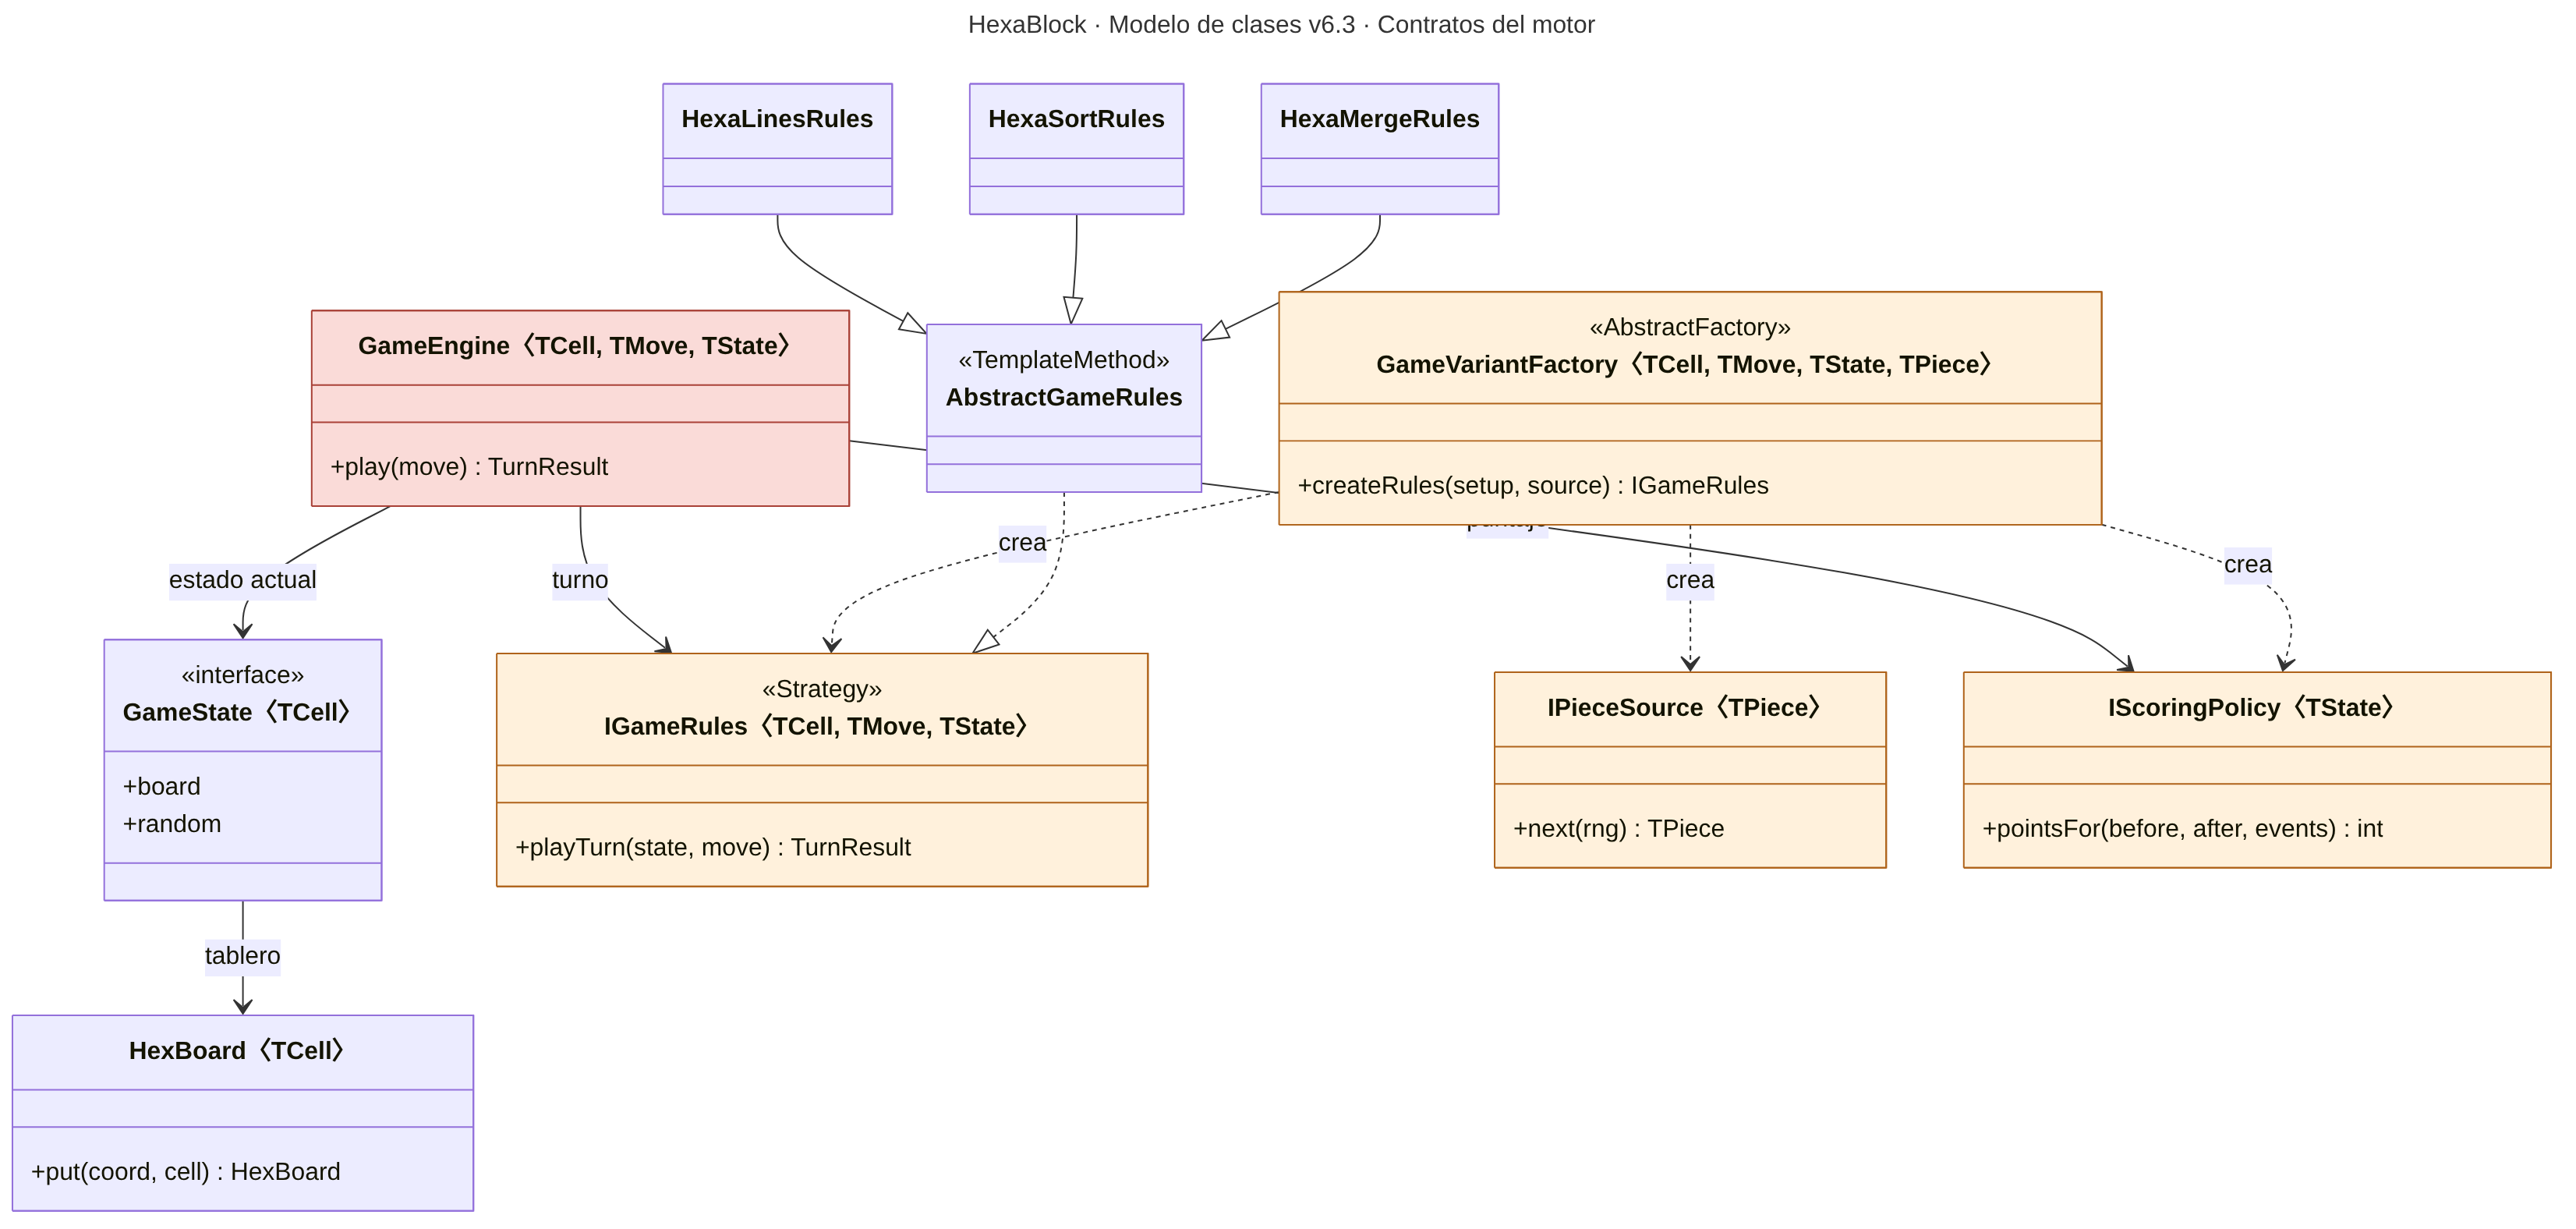 HexaBlock · Modelo de clases v6.3 · Contratos del motor
HexaLinesRules
HexaSortRules
HexaMergeRules
GameEngine〈TCell, TMove, TState〉
+play(move) : TurnResult
«TemplateMethod»
AbstractGameRules
«AbstractFactory»
GameVariantFactory〈TCell, TMove, TState, TPiece〉
+createRules(setup, source) : IGameRules
estado actual
turno
crea
crea
crea
«interface»
GameState〈TCell〉
+board
+random
«Strategy»
IGameRules〈TCell, TMove, TState〉
+playTurn(state, move) : TurnResult
IPieceSource〈TPiece〉
+next(rng) : TPiece
IScoringPolicy〈TState〉
+pointsFor(before, after, events) : int
tablero
HexBoard〈TCell〉
+put(coord, cell) : HexBoard